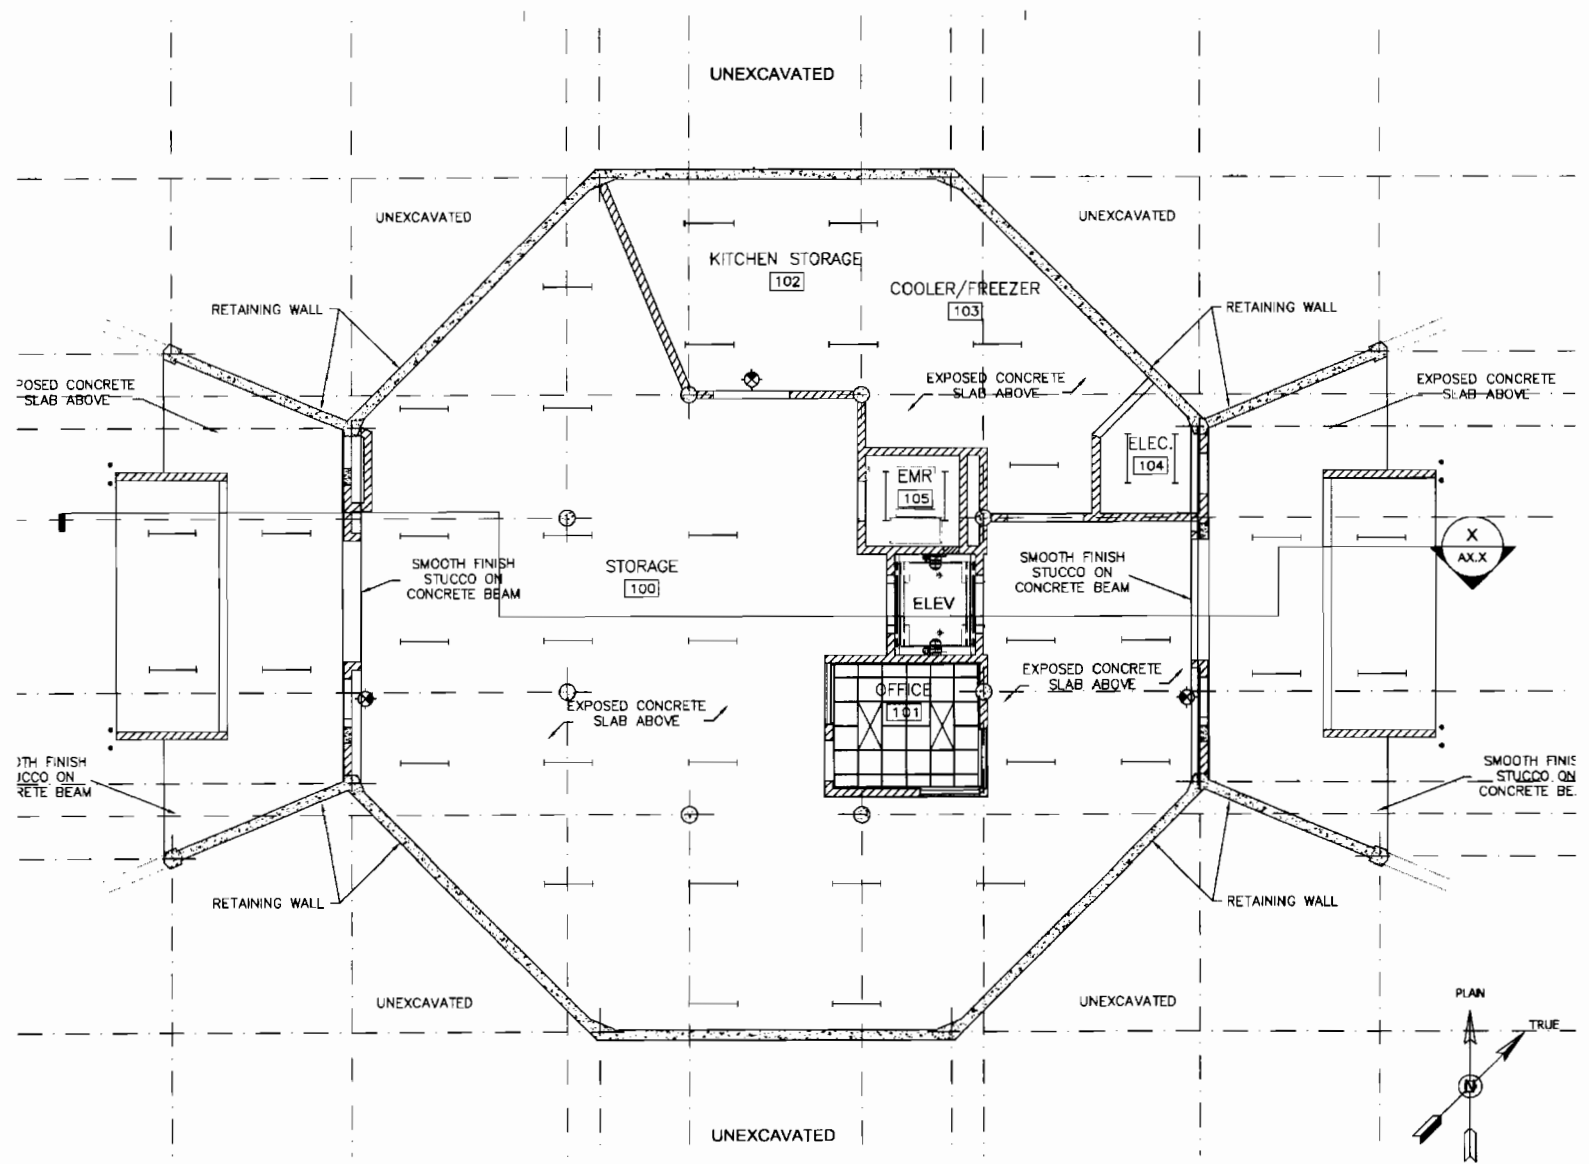 UNEXCAVATED
UNEXCAVATED
UNEXCAVATED
KITCHEN STORAGE
102
COOLER/FREEZER
103
RETAINING WALL
RETAINING WALL
POSED CONCRETE
SLAB ABOVE
EXPOSED CONCRETE
SLAB ABOVE
EXPOSED CONCRETE
SLAB ABOVE
ELEC.
104
EMR
105
X
AX.X
SMOOTH FINISH
STUCCO ON
CONCRETE BEAM
STORAGE
100
SMOOTH FINISH
STUCCO ON
CONCRETE BEAM
ELEV
EXPOSED CONCRETE
SLAB ABOVE
OFFICE
101
EXPOSED CONCRETE
SLAB ABOVE
OTH FINISH
UCCO ON
RETE BEAM
SMOOTH FINIS
STUCCO ON
CONCRETE BE
RETAINING WALL
RETAINING WALL
UNEXCAVATED
UNEXCAVATED
PLAN
TRUE
N
UNEXCAVATED